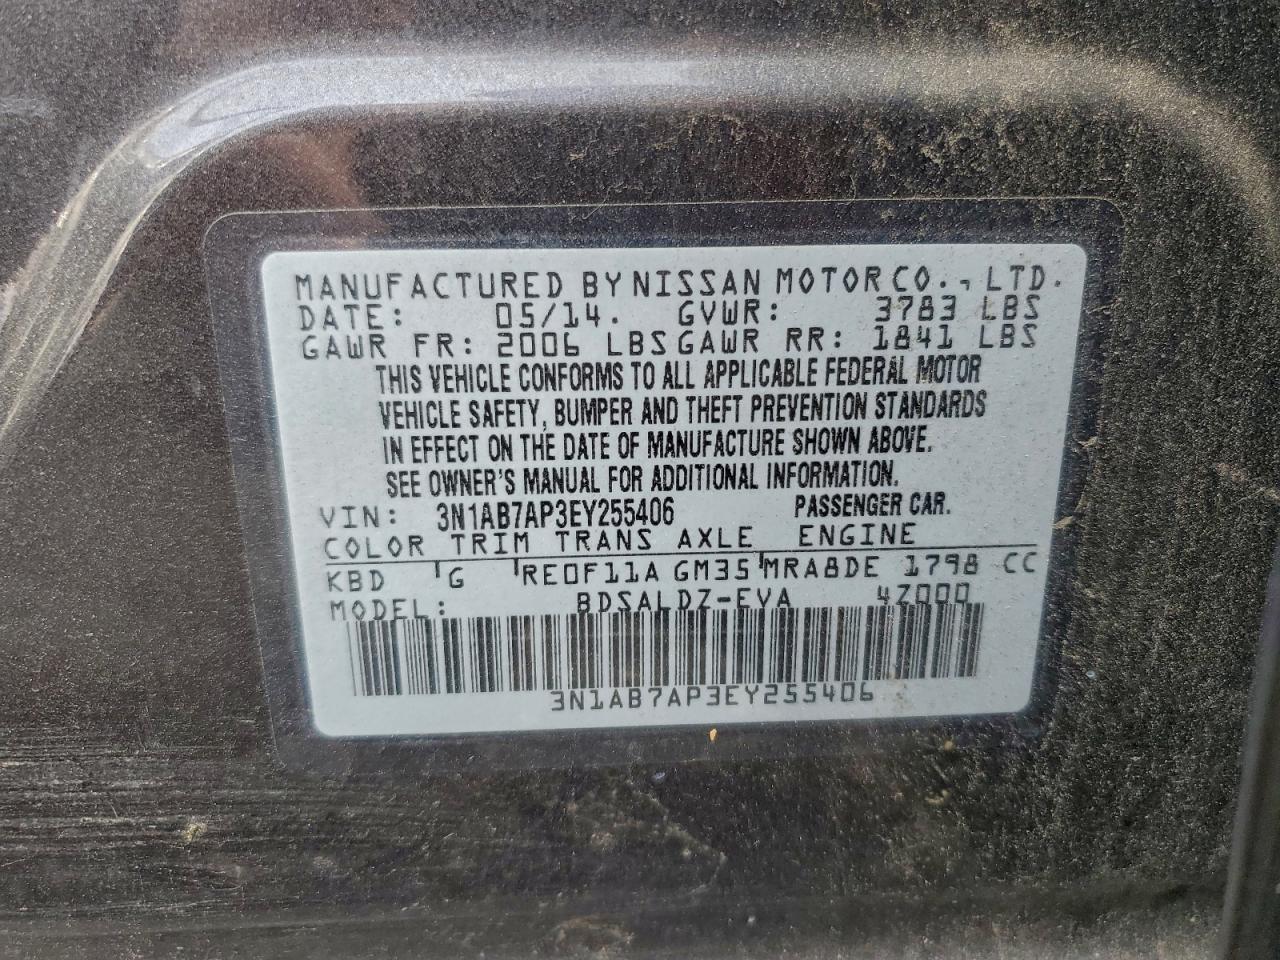 MANUFACTURED BY NISSAN MOTOR CO., LTD.
DATE: 05/14. GVWR: 3783 LBS
GAWR FR: 2006 LBS GAWR RR: 1841 LBS
THIS VEHICLE CONFORMS TO ALL APPLICABLE FEDERAL MOTOR
VEHICLE SAFETY, BUMPER AND THEFT PREVENTION STANDARDS
IN EFFECT ON THE DATE OF MANUFACTURE SHOWN ABOVE.
SEE OWNER'S MANUAL FOR ADDITIONAL INFORMATION.
VIN: 3N1AB7AP3EY255406 PASSENGER CAR.
COLOR TRIM TRANS AXLE ENGINE
KBD G RE0F11A GM35 MRA8DE 1798 CC
MODEL: BDSALDZ-EVA 4Z000
3N1AB7AP3EY255406